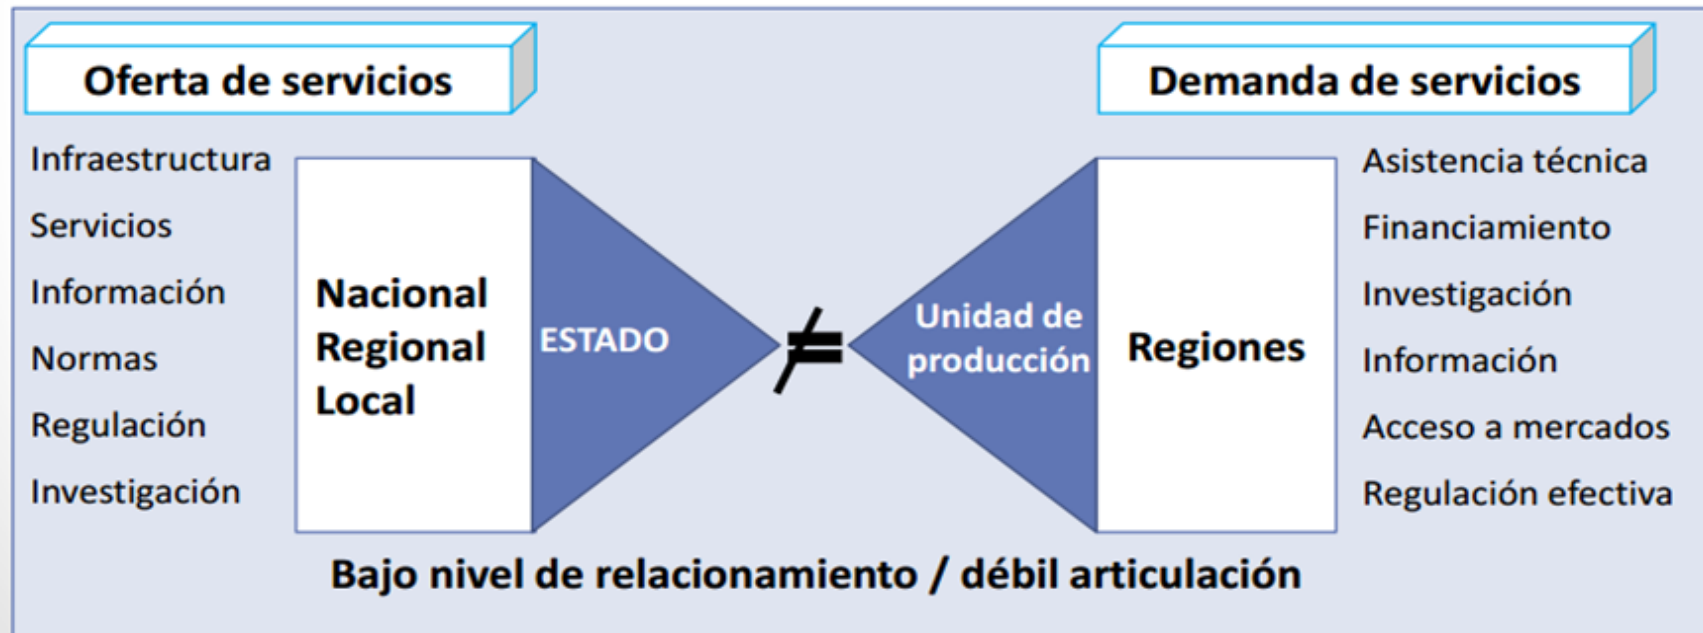 Oferta de servicios
Infraestructura
Servicios
Información
Normas
Regulación
Investigación
Nacional
Regional
Local
ESTADO
≠
Unidad de
producción
Regiones
Demanda de servicios
Asistencia técnica
Financiamiento
Investigación
Información
Acceso a mercados
Regulación efectiva
Bajo nivel de relacionamiento / débil articulación